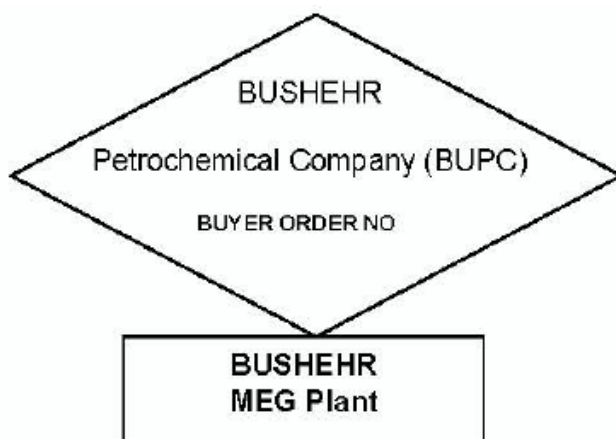 BUSHEHR
Petrochemical Company (BUPC)
BUYER ORDER NO
BUSHEHR
MEG Plant